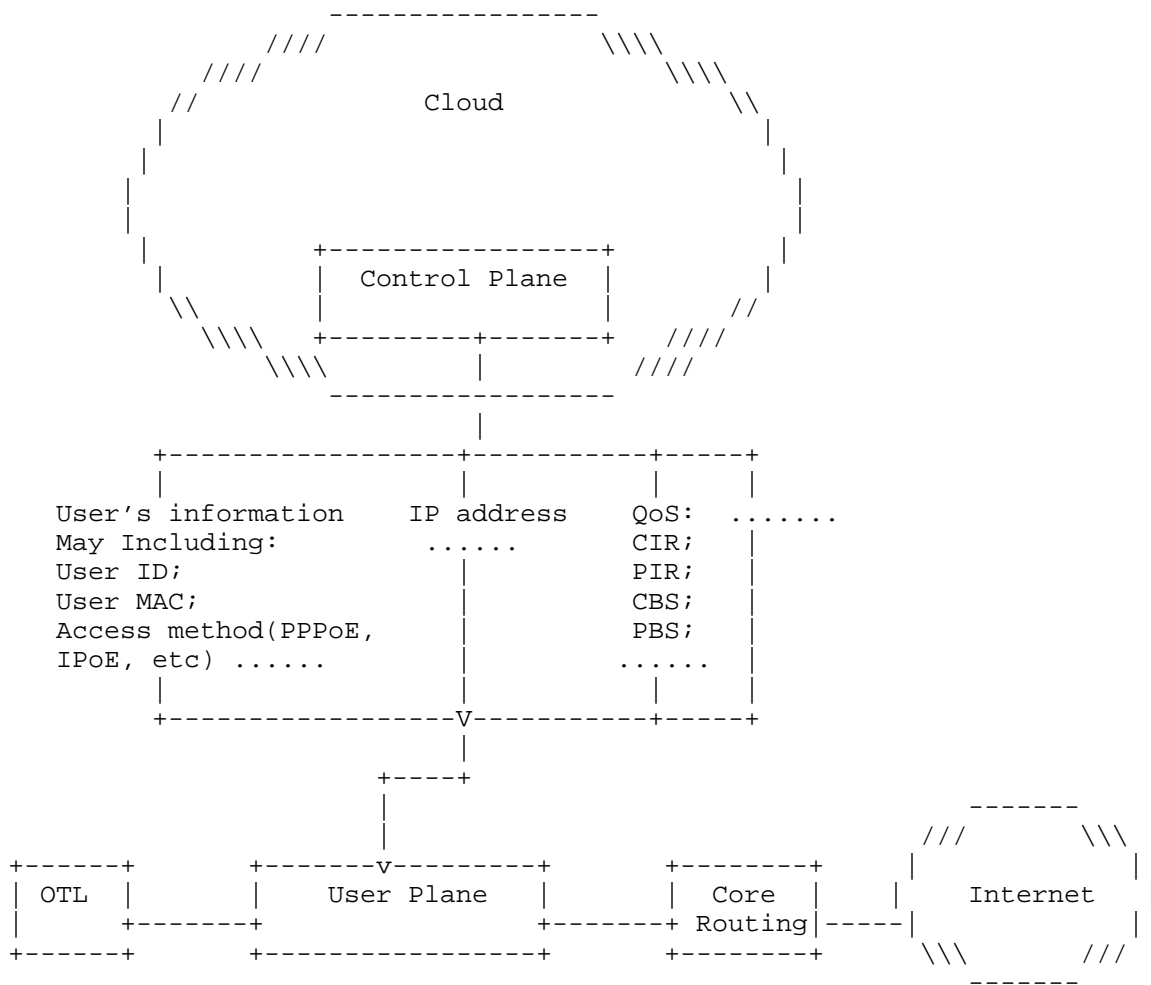 Cloud
Control Plane
User's information IP address QoS: .......
May Including: ...... CIR;
User ID; PIR;
User MAC; CBS;
Access method(PPPoE, PBS;
IPoE, etc) ...... ......
OTL User Plane Core Internet
Routing